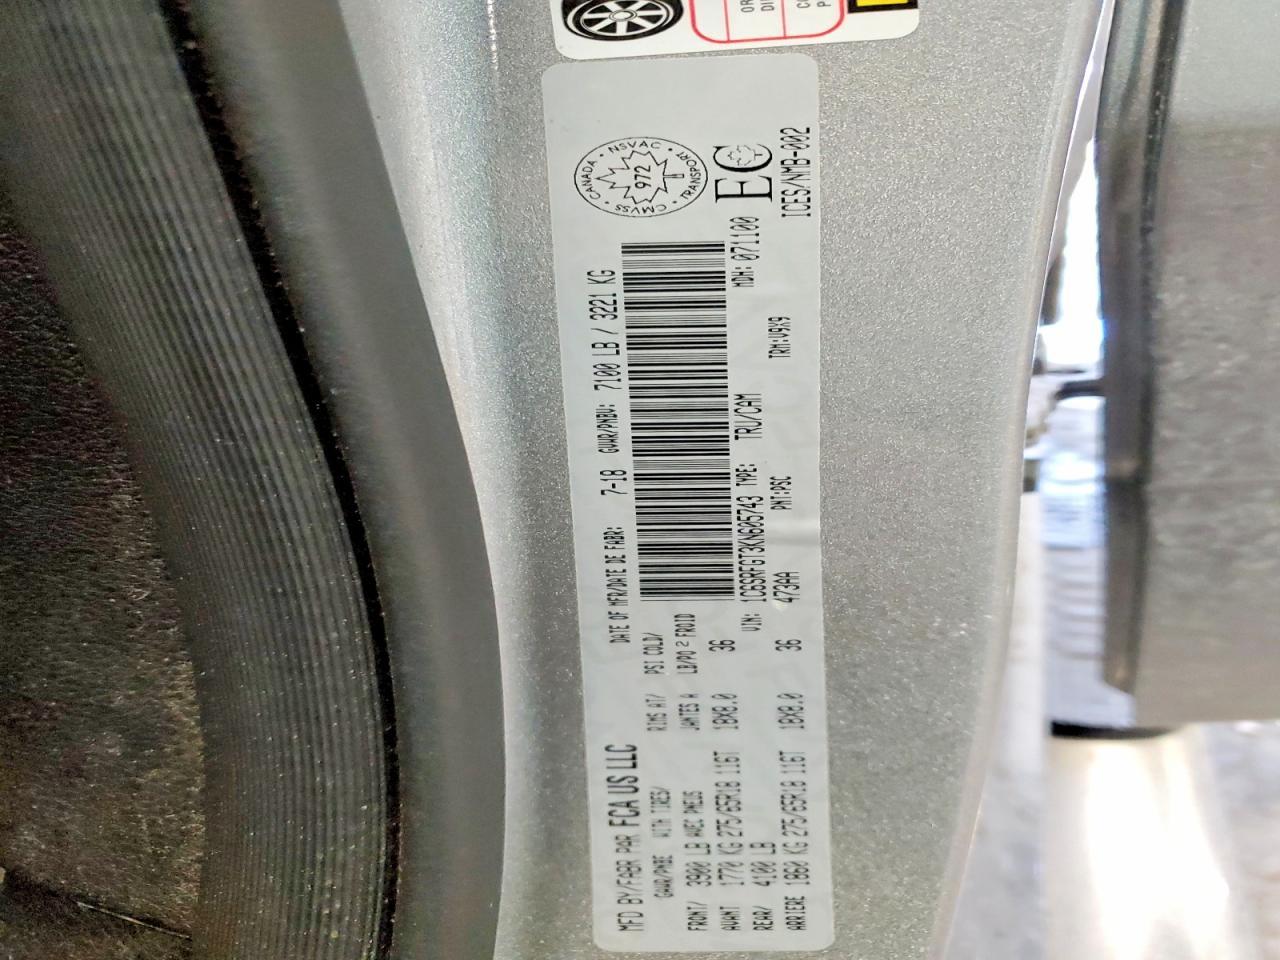 OR
DI
C
P
MFD BY/FABR PAR FCA US LLC
DATE OF MFR/DATE DE FABR: 7-18 GVWR/PNBV: 7100 LB / 3221 KG
GAWR/PNBE WITH TIRES/ RIMS AT/ PSI COLD/
FRONT/ 3900 LB AVEC PNEUS JANTES A LB/PO 2 FROID
AVANT 1770 KG 275/65R18 116T 18X8.0 36
REAR/ 4100 LB
ARRIERE 1860 KG 275/65R18 116T 18X8.0 36
VIN: 1C6SRFGT3KN605743 TYPE: TRU/CAM MDH: 071100
473AA PNT:PSC TRM:V9X9
CANADA · NSVAC · TRANSPORT · CMVSS ·
972
EC
ICES/NMB-002